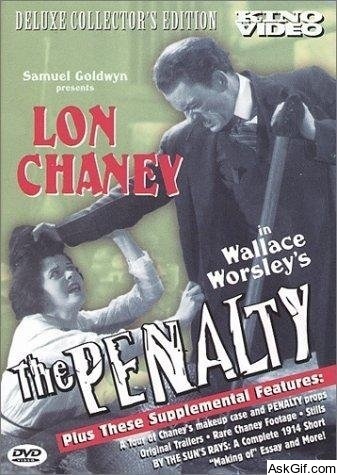 DELUXE COLLECTOR'S EDITION
KINO
VIDEO
Samuel Goldwyn
presents
LON
CHANEY
in
Wallace
Worsley's
The PENALTY
Plus These Supplemental Features:
A Tour of Chaney's makeup case and PENALTY props
Original Trailers • Rare Chaney Footage • Stills
BY THE SUN'S RAYS: A Complete 1914 Short
"Making of" Essay and More!
DVD
VIDEO
AskGif.com